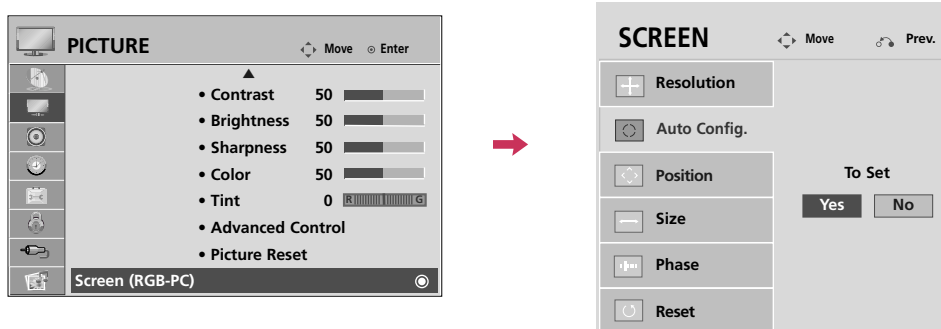 PICTURE
Move Enter
• Contrast 50
• Brightness 50
• Sharpness 50
• Color 50
• Tint 0 R G
• Advanced Control
• Picture Reset
Screen (RGB-PC)
SCREEN
Move Prev.
Resolution
Auto Config.
Position
Size
Phase
Reset
To Set
Yes No